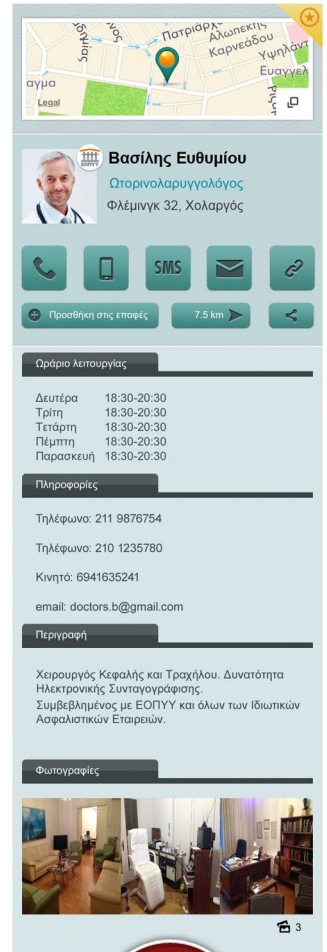 Πατριάρχ
Αλωπεκης
Καρνεάδου
Υψηλάντ
Ευαγγελ
αγμα
Legal
ΕΟΠΥΥ
Βασίλης Ευθυμίου
Ωτορινολαρυγγολόγος
Φλέμινγκ 32, Χολαργός
SMS
Προσθήκη στις επαφές
7.5 km
Ωράριο λειτουργίας
Δευτέρα 18:30-20:30
Τρίτη 18:30-20:30
Τετάρτη 18:30-20:30
Πέμπτη 18:30-20:30
Παρασκευή 18:30-20:30
Πληροφορίες
Τηλέφωνο: 211 9876754
Τηλέφωνο: 210 1235780
Κινητό: 6941635241
email: doctors.b@gmail.com
Περιγραφή
Χειρουργός Κεφαλής και Τραχήλου. Δυνατότητα
Ηλεκτρονικής Συνταγογράφισης.
Συμβεβλημένος με ΕΟΠΥΥ και όλων των Ιδιωτικών
Ασφαλιστικών Εταιρειών.
Φωτογραφίες
3